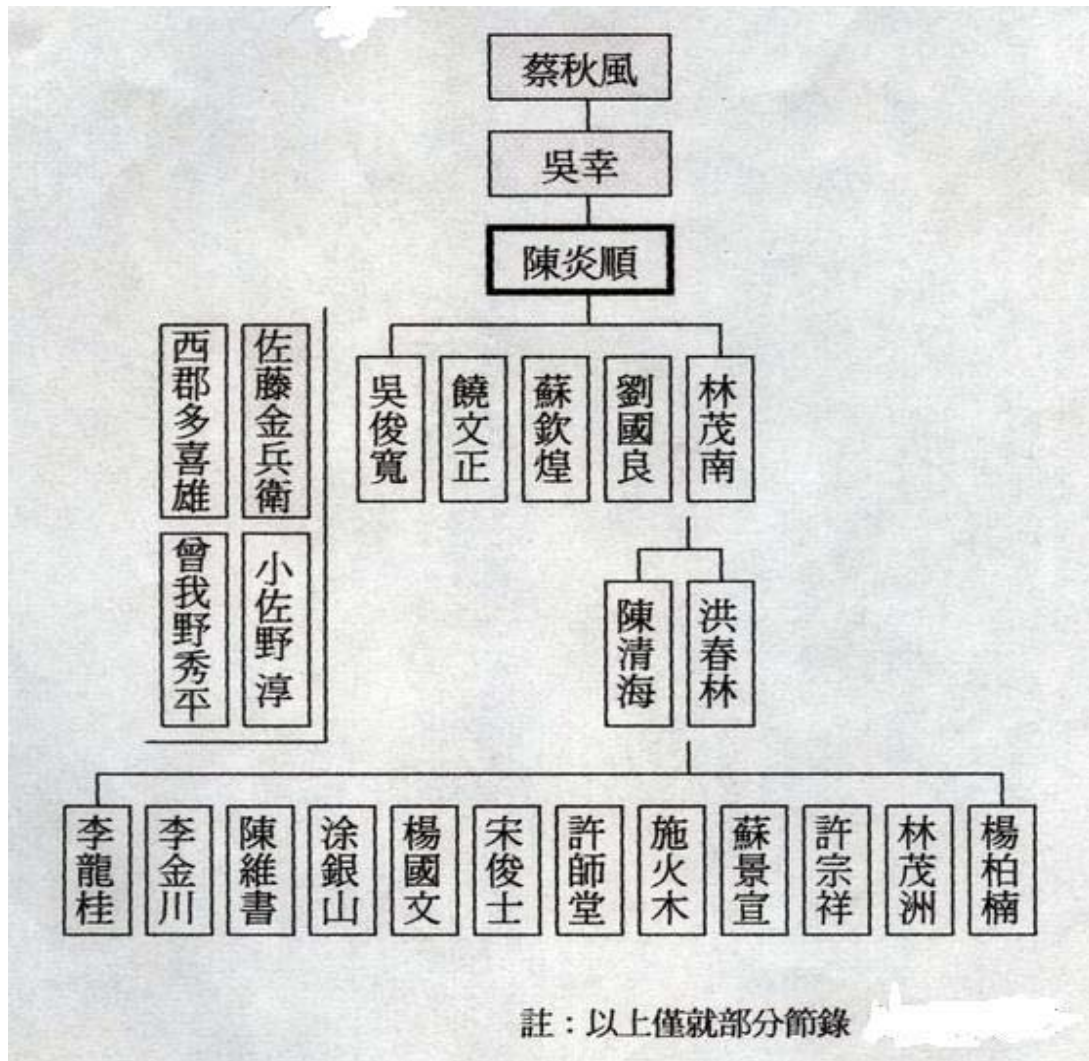 蔡秋風
吳幸
陳炎順
林茂南
劉國良
蘇欽煌
饒文正
吳俊寬
佐藤金兵衛
西郡多喜雄
小佐野 淳
曾我野秀平
洪春林
陳清海
楊柏楠
林茂洲
許宗祥
蘇景宣
施火木
許師堂
宋俊士
楊國文
涂銀山
陳維書
李金川
李龍桂
註：以上僅就部分節錄